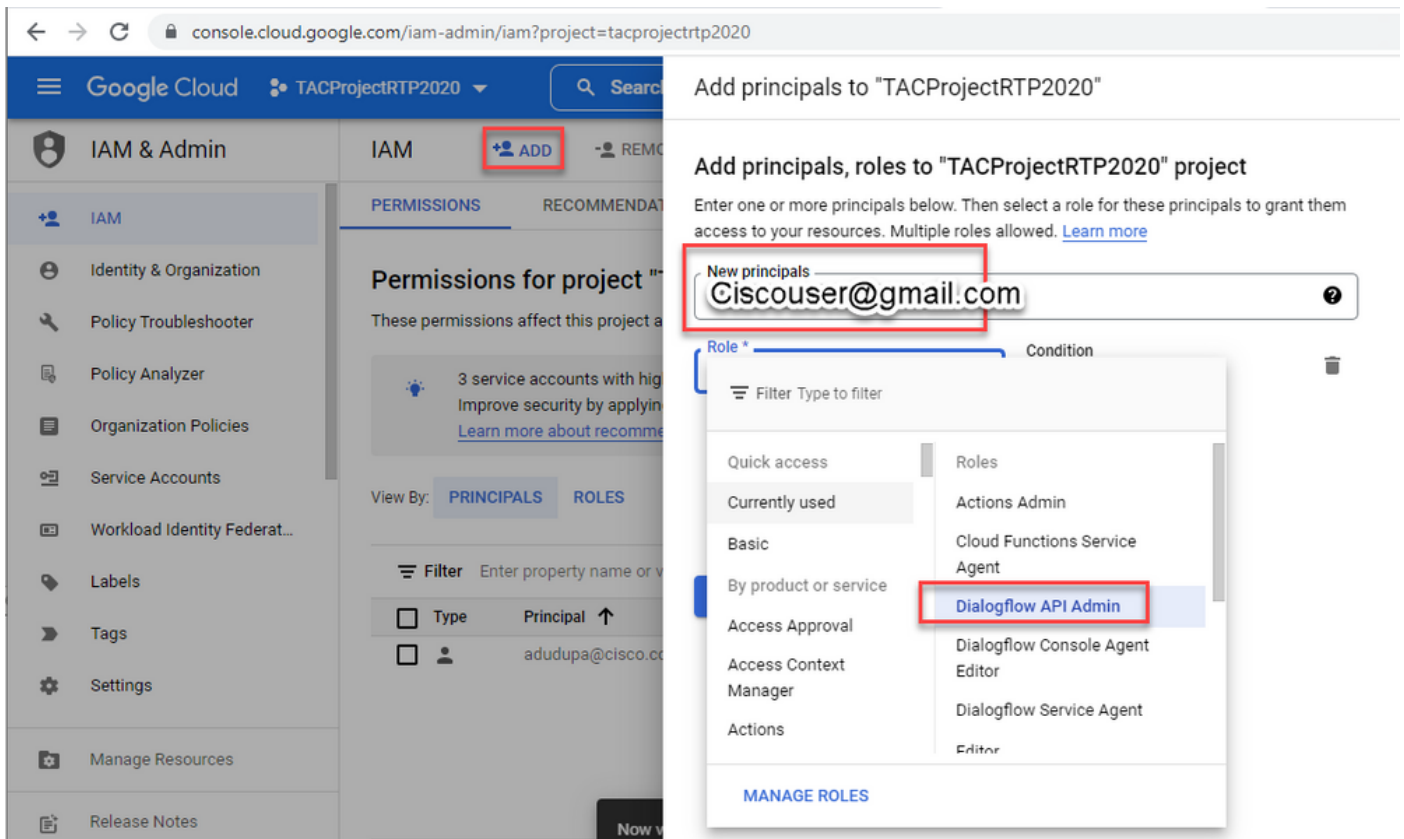 console.cloud.google.com/iam-admin/iam?project=tacprojectrtp2020
Google Cloud
TACProjectRTP2020
Search
IAM & Admin
IAM
Identity & Organization
Policy Troubleshooter
Policy Analyzer
Organization Policies
Service Accounts
Workload Identity Federat...
Labels
Tags
Settings
Manage Resources
Release Notes
IAM
ADD
PERMISSIONS
Permissions for project "
These permissions affect this project a
3 service accounts with hig
Improve security by applyin
Learn more about recomme
View By: PRINCIPALS ROLES
Filter Enter property name or v
Type Principal
adudupa@cisco.co
Now v
Add principals to "TACProjectRTP2020"
Add principals, roles to "TACProjectRTP2020" project
Enter one or more principals below. Then select a role for these principals to grant them
access to your resources. Multiple roles allowed. Learn more
New principals
Ciscouser@gmail.com
Role *
Condition
Filter Type to filter
Quick access
Currently used
Basic
By product or service
Access Approval
Access Context
Manager
Actions
Roles
Actions Admin
Cloud Functions Service
Agent
Dialogflow API Admin
Dialogflow Console Agent
Editor
Dialogflow Service Agent
Editor
MANAGE ROLES